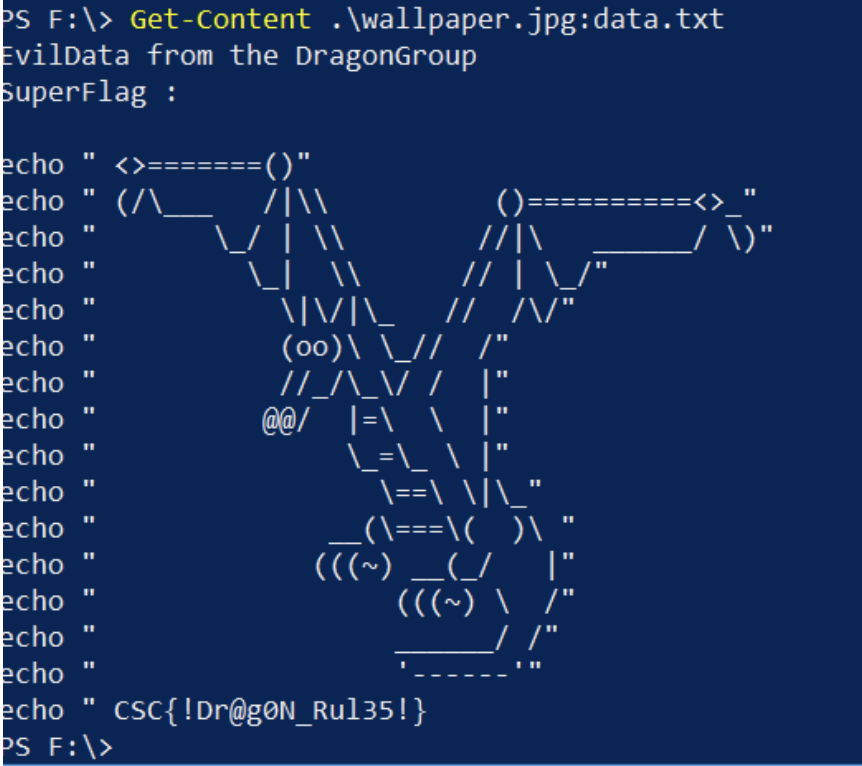 PS F:\> Get-Content .\wallpaper.jpg:data.txt
EvilData from the DragonGroup
SuperFlag :

echo " <>=======()"
echo " (/\___   /|\\          ()==========<>_"
echo "       \_/ | \\        //|\   ______/ \)"
echo "         \_|  \\      // | \_/"
echo "           \|\/|\_   //  /\/"
echo "           (oo)\ \_//  /"
echo "           //_/\_\/ /  |"
echo "          @@/  |=\  \  |"
echo "               \_=\_ \ |"
echo "                 \==\ \|\_"
echo "              __(\===\(  )\ "
echo "             (((~) __(_/   |"
echo "                  (((~) \  /"
echo "                  ______/ /"
echo "                  '------'"
echo " CSC{!Dr@g0N_Rul35!}
PS F:\>